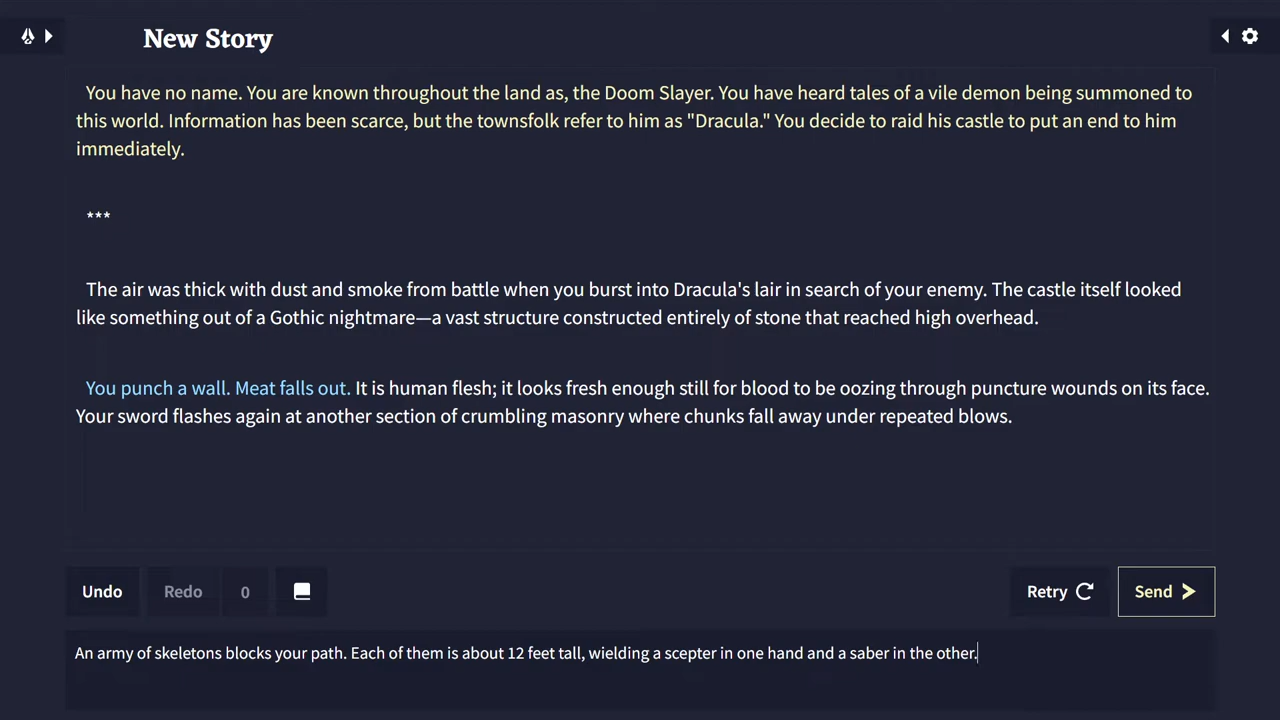 New Story
You have no name. You are known throughout the land as, the Doom Slayer. You have heard tales of a vile demon being summoned to
this world. Information has been scarce, but the townsfolk refer to him as "Dracula." You decide to raid his castle to put an end to him
immediately.
***
The air was thick with dust and smoke from battle when you burst into Dracula's lair in search of your enemy. The castle itself looked
like something out of a Gothic nightmare—a vast structure constructed entirely of stone that reached high overhead.
You punch a wall. Meat falls out. It is human flesh; it looks fresh enough still for blood to be oozing through puncture wounds on its face.
Your sword flashes again at another section of crumbling masonry where chunks fall away under repeated blows.
Undo Redo 0 Retry Send
An army of skeletons blocks your path. Each of them is about 12 feet tall, wielding a scepter in one hand and a saber in the other.